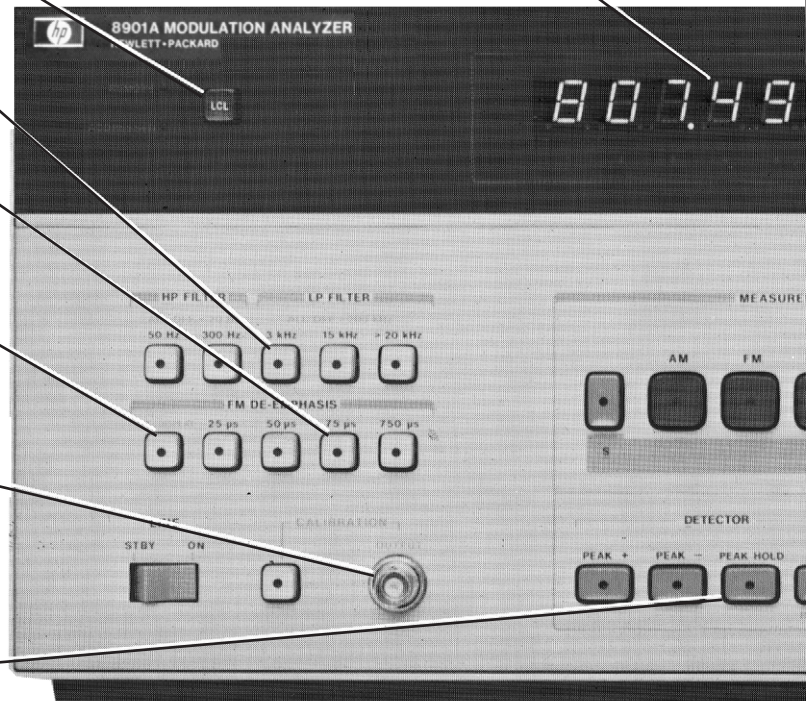 hp 8901A MODULATION ANALYZER
HEWLETT • PACKARD
LCL
807.49
HP FILTER LP FILTER
50 Hz 300 Hz 3 kHz 15 kHz > 20 kHz
FM DE-EMPHASIS
25 µs 50 µs 75 µs 750 µs
LINE
STBY ON
CALIBRATION
OUTPUT
MEASURE
AM FM
S
DETECTOR
PEAK + PEAK − PEAK HOLD